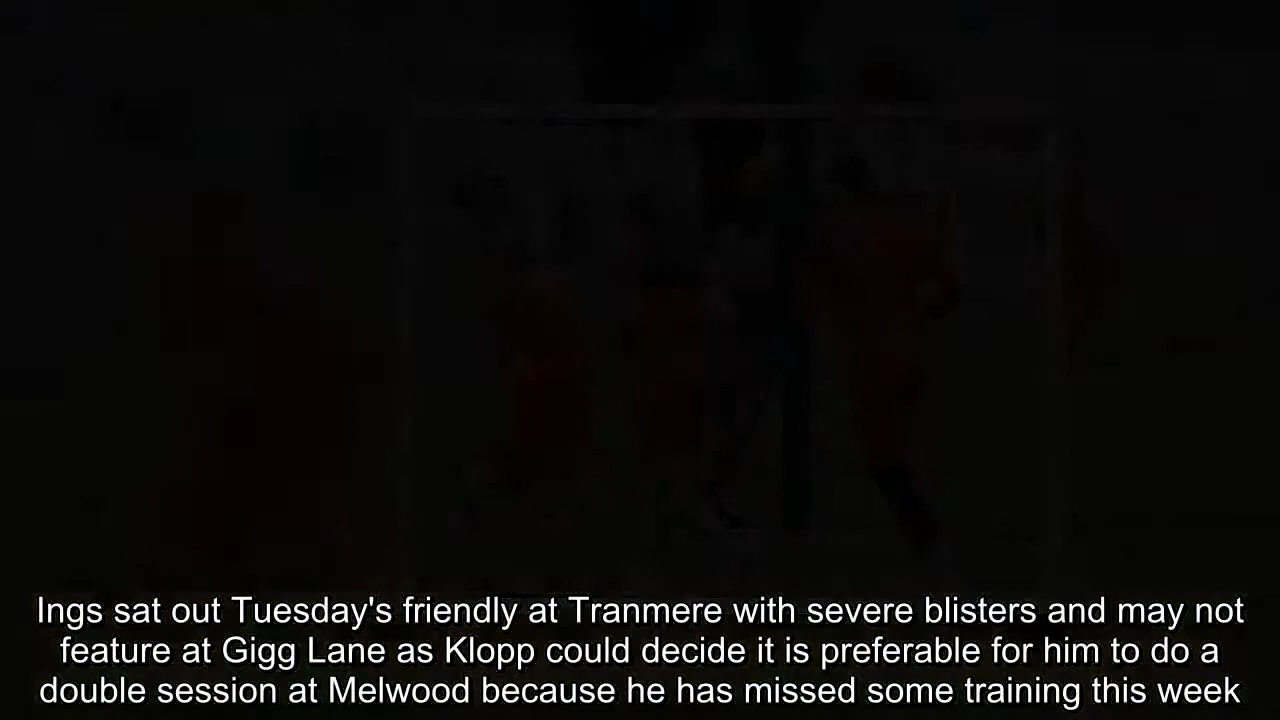 Ings sat out Tuesday's friendly at Tranmere with severe blisters and may not
feature at Gigg Lane as Klopp could decide it is preferable for him to do a
double session at Melwood because he has missed some training this week